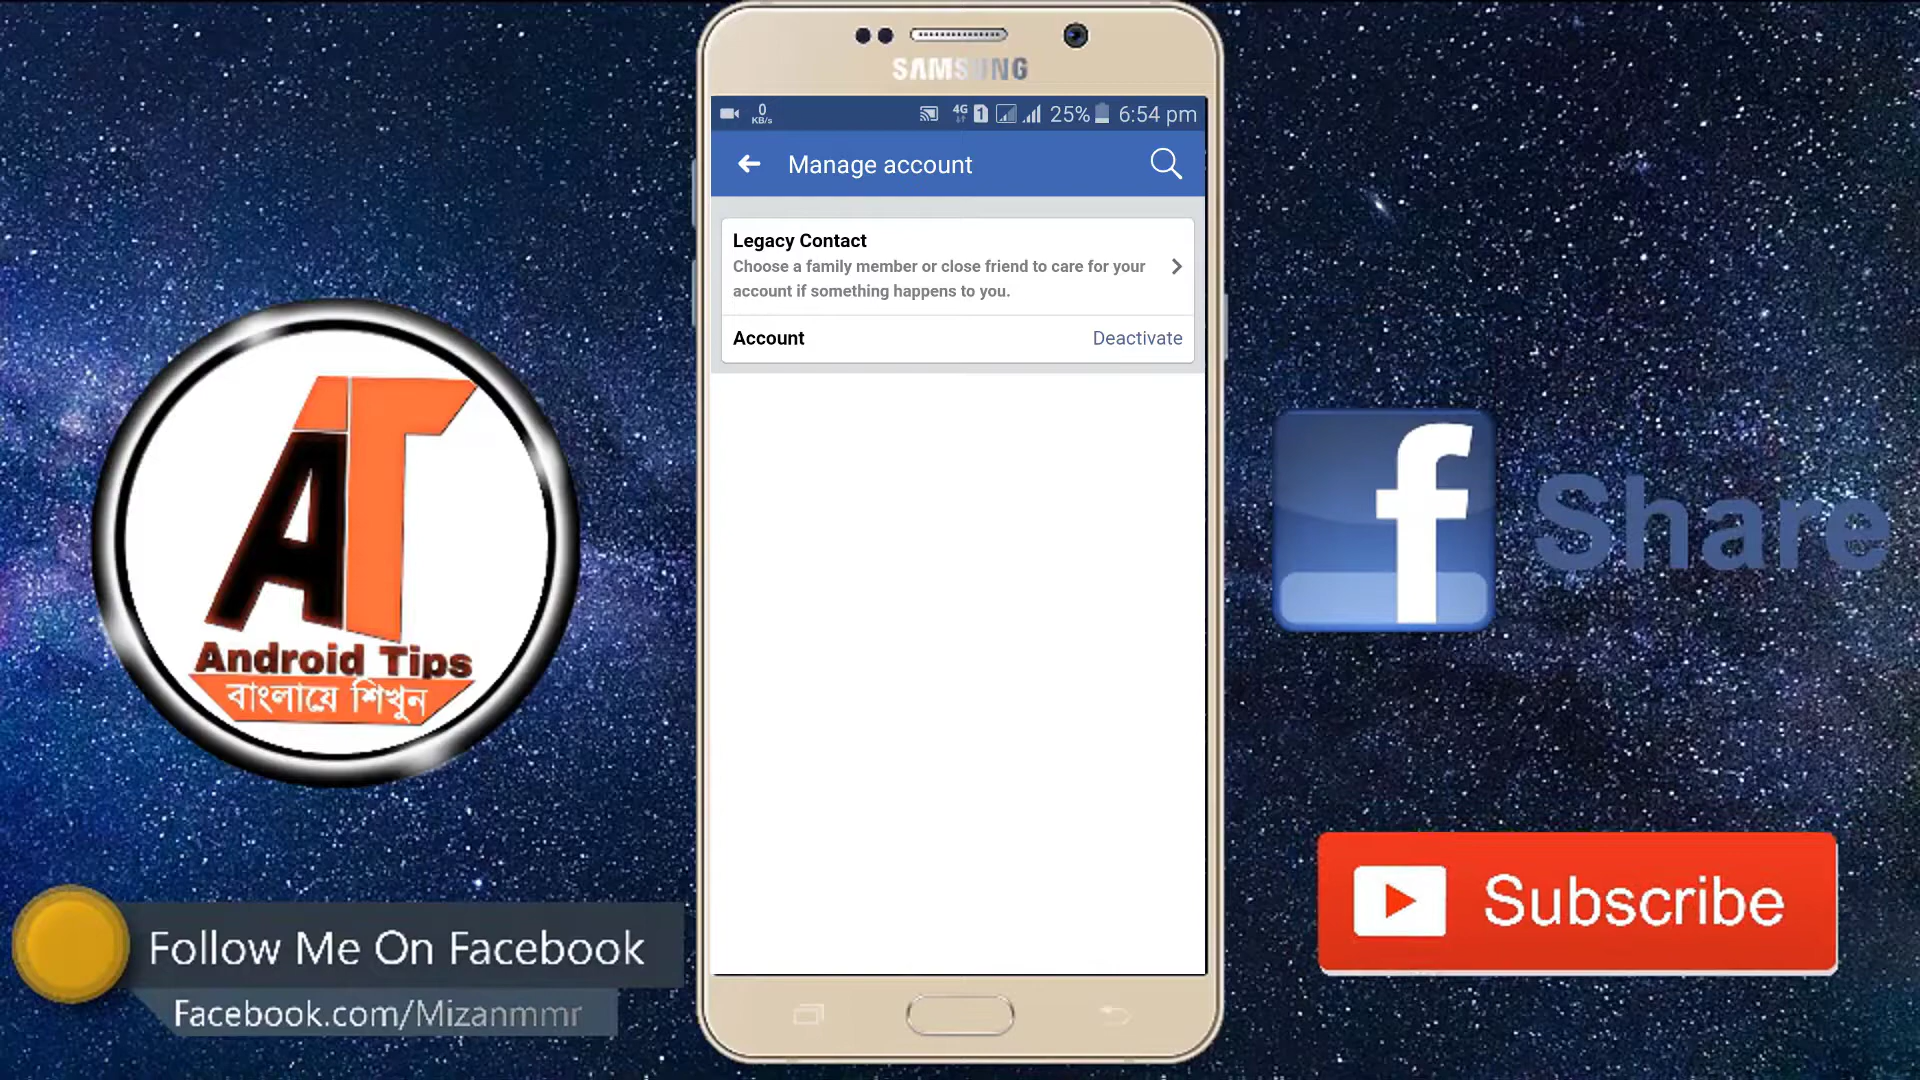 SAMSUNG
0
KB/s
4G
1
25%
6:54 pm
Manage account
Legacy Contact
Choose a family member or close friend to care for your
account if something happens to you.
Account
Deactivate
AT
Android Tips
বাংলাযে শিখুন
f
Share
Subscribe
Follow Me On Facebook
Facebook.com/Mizanmmr